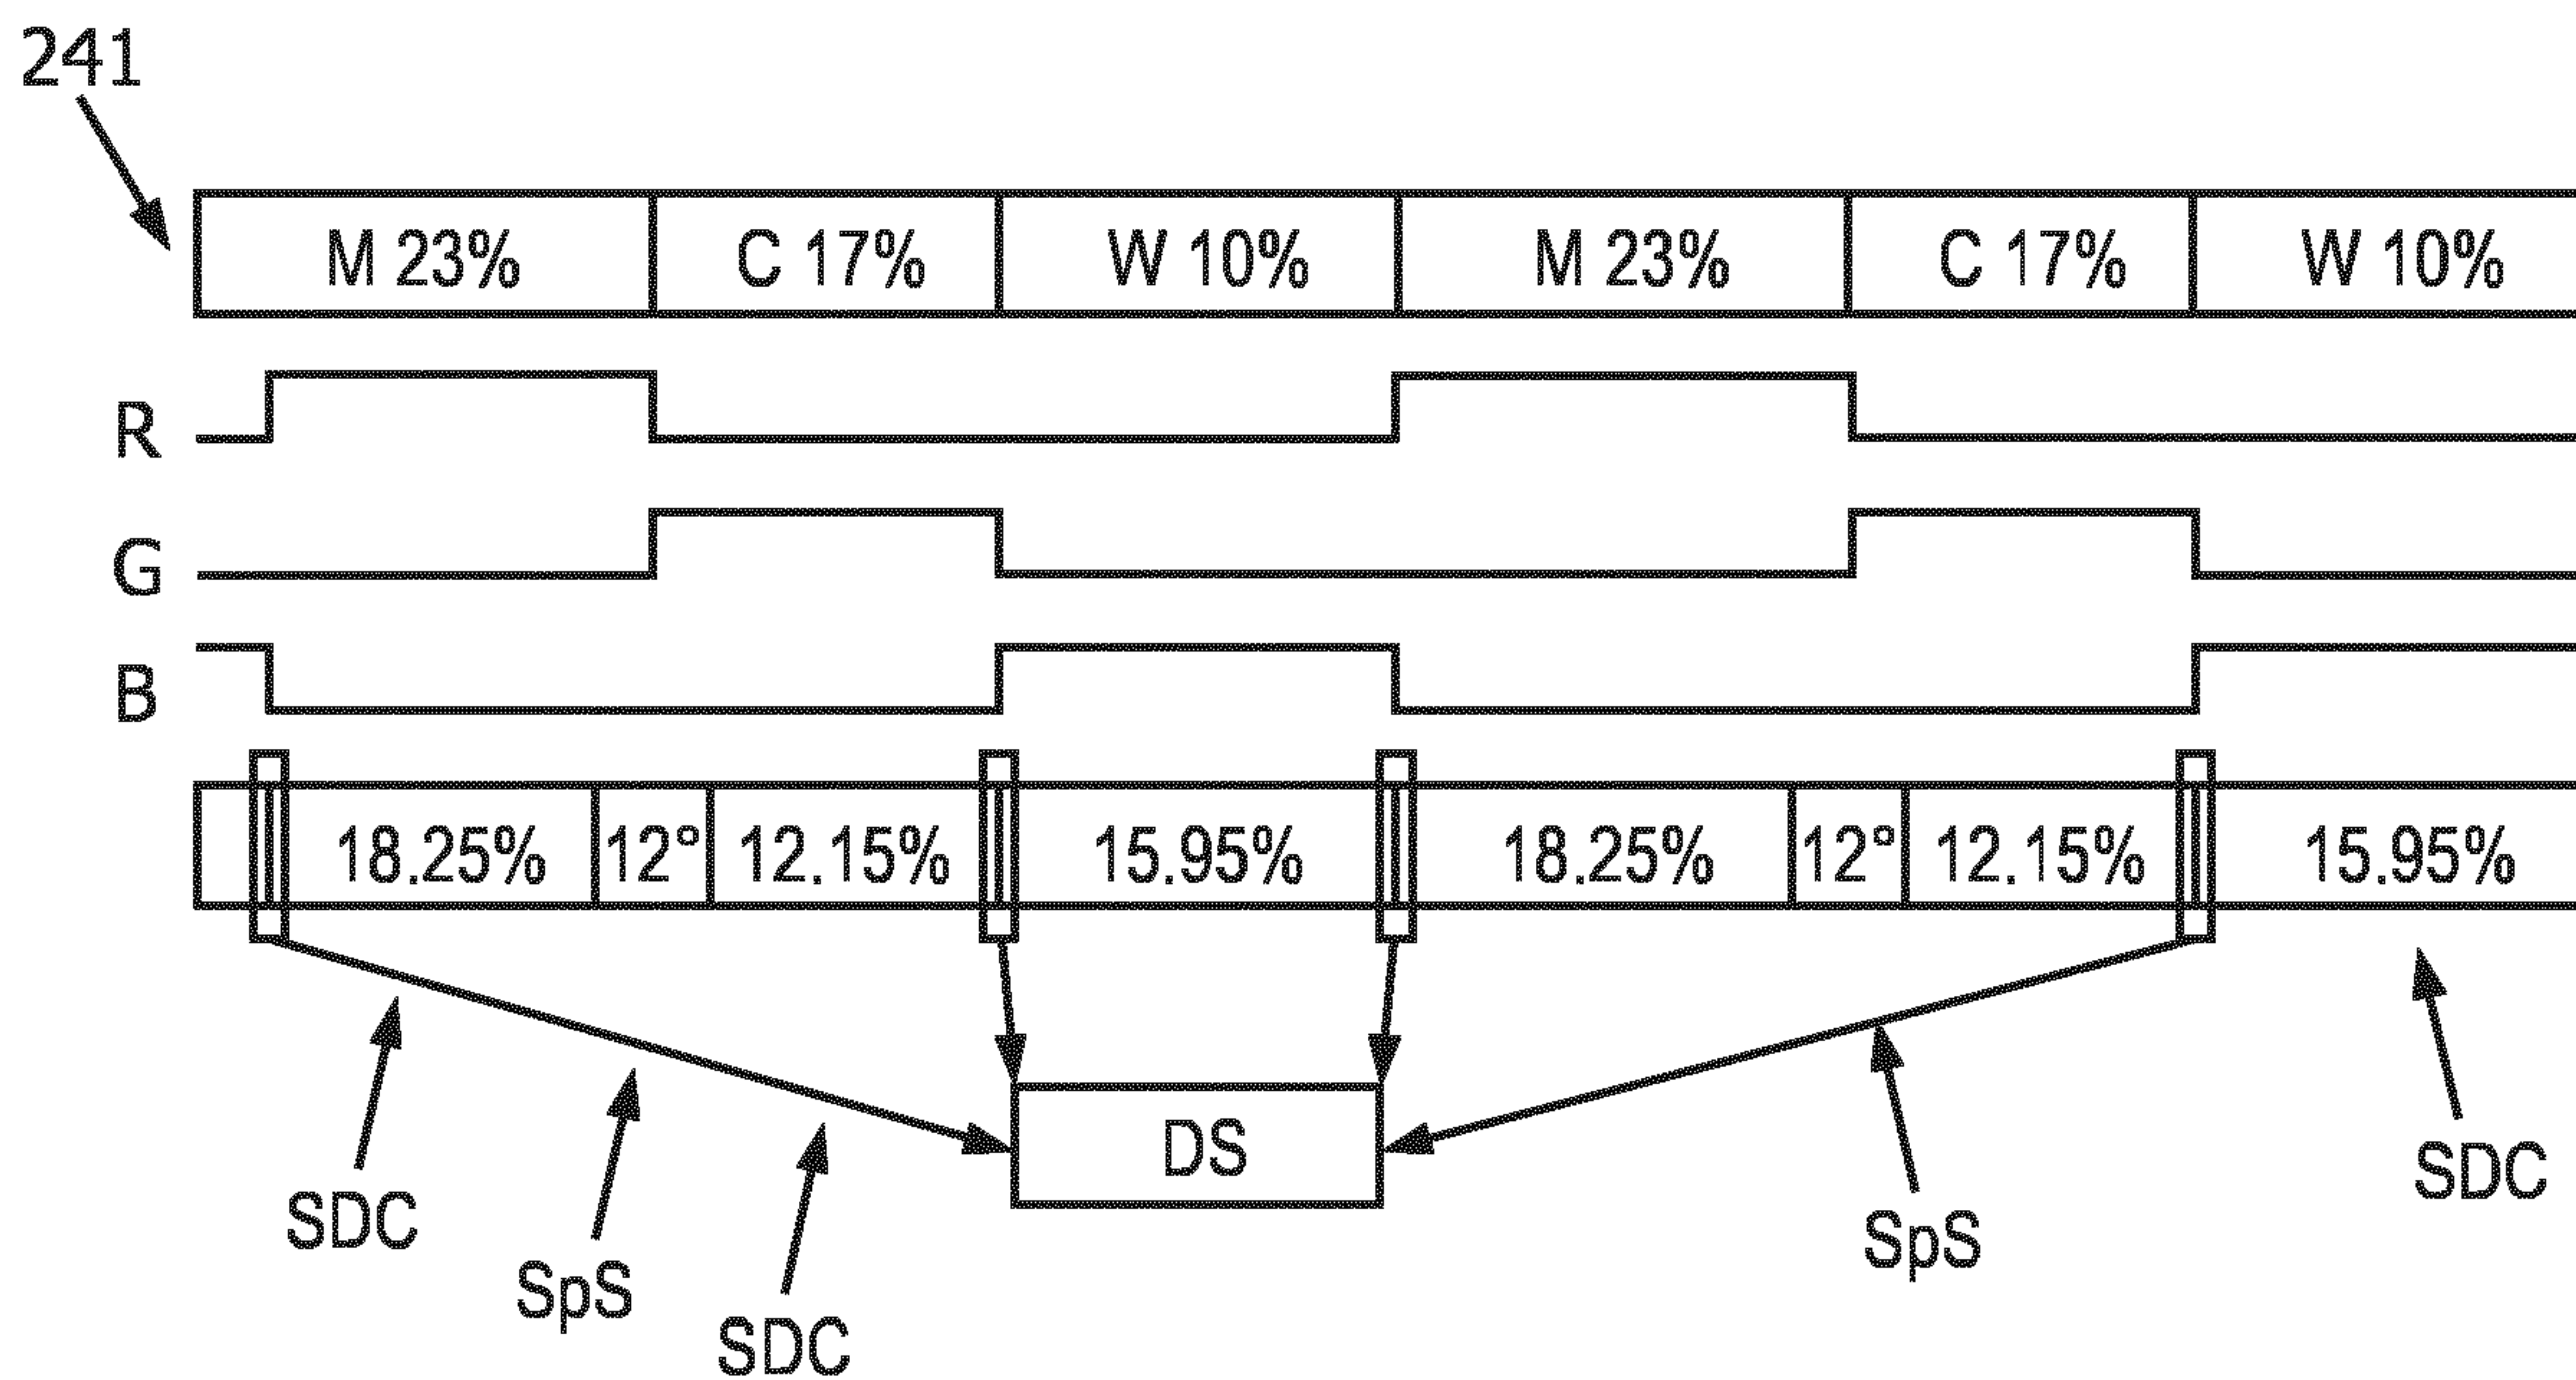 241
M 23% C 17% W 10% M 23% C 17% W 10%
R
G
B
18.25% 12° 12.15% 15.95% 18.25% 12° 12.15% 15.95%
DS
SDC SpS SDC SpS SDC